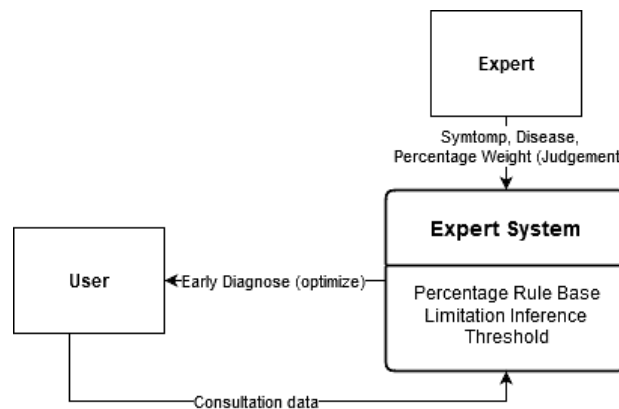 Expert
Symtomp, Disease,
Percentage Weight (Judgement
Expert System
User
Early Diagnose (optimize)
Percentage Rule Base
Limitation Inference
Threshold
Consultation data